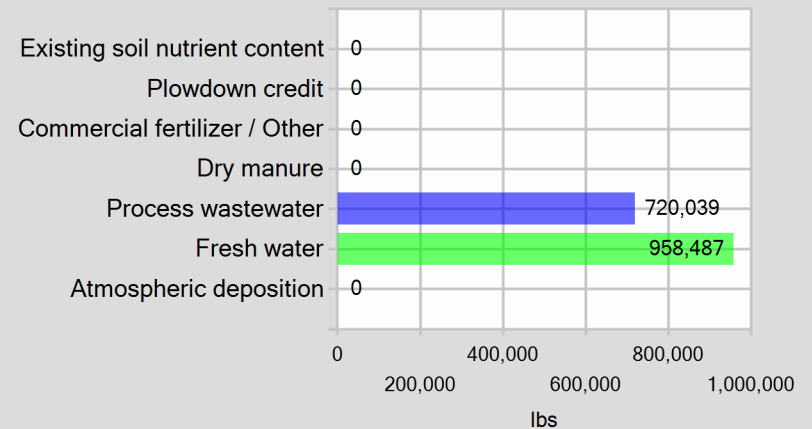 Existing soil nutrient content 0
Plowdown credit 0
Commercial fertilizer / Other 0
Dry manure 0
Process wastewater 720,039
Fresh water 958,487
Atmospheric deposition 0
0 400,000 800,000
200,000 600,000 1,000,000
lbs